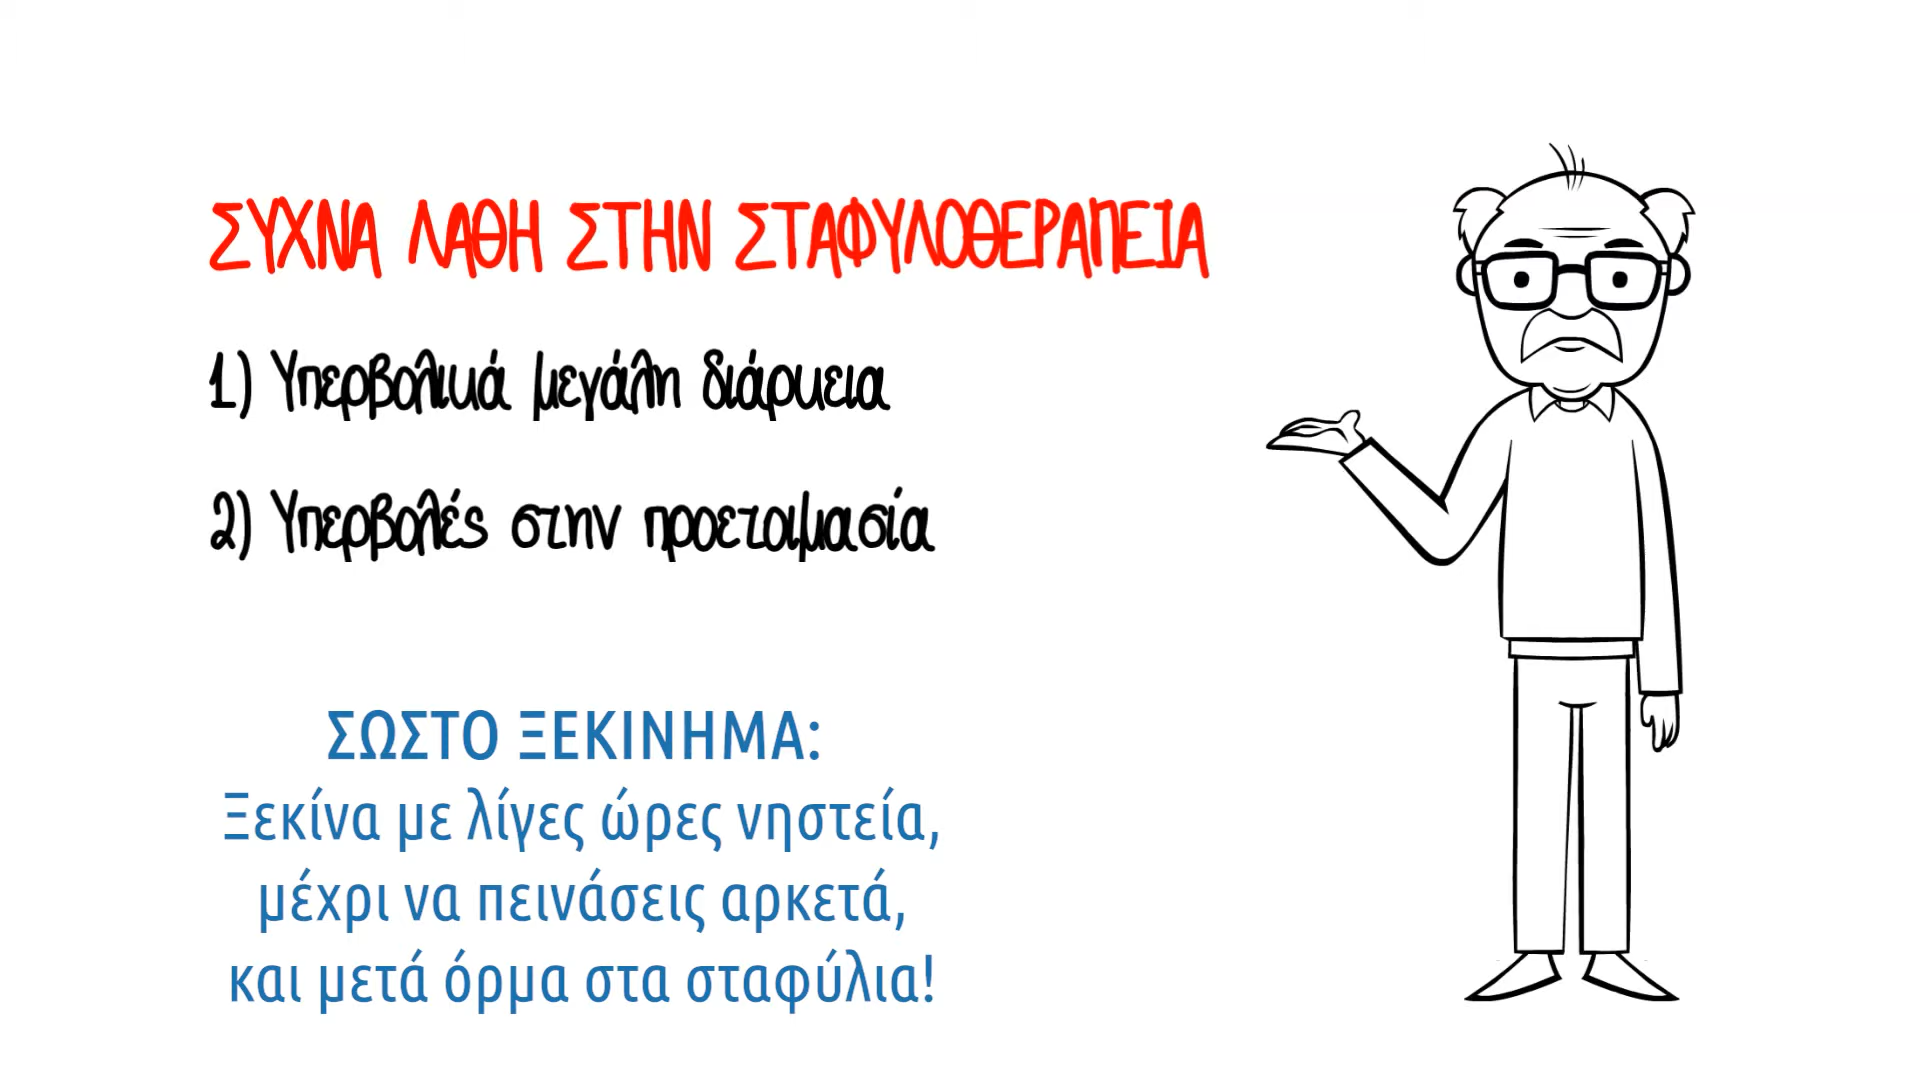 ΣΥΧΝΑ ΛΑΘΗ ΣΤΗΝ ΣΤΑΦΥΛΟΘΕΡΑΠΕΙΑ
1) Υπερβολικά μεγάλη διάρκεια
2) Υπερβολές στην προετοιμασία
ΣΩΣΤΟ ΞΕΚΙΝΗΜΑ:
Ξεκίνα με λίγες ώρες νηστεία,
μέχρι να πεινάσεις αρκετά,
και μετά όρμα στα σταφύλια!